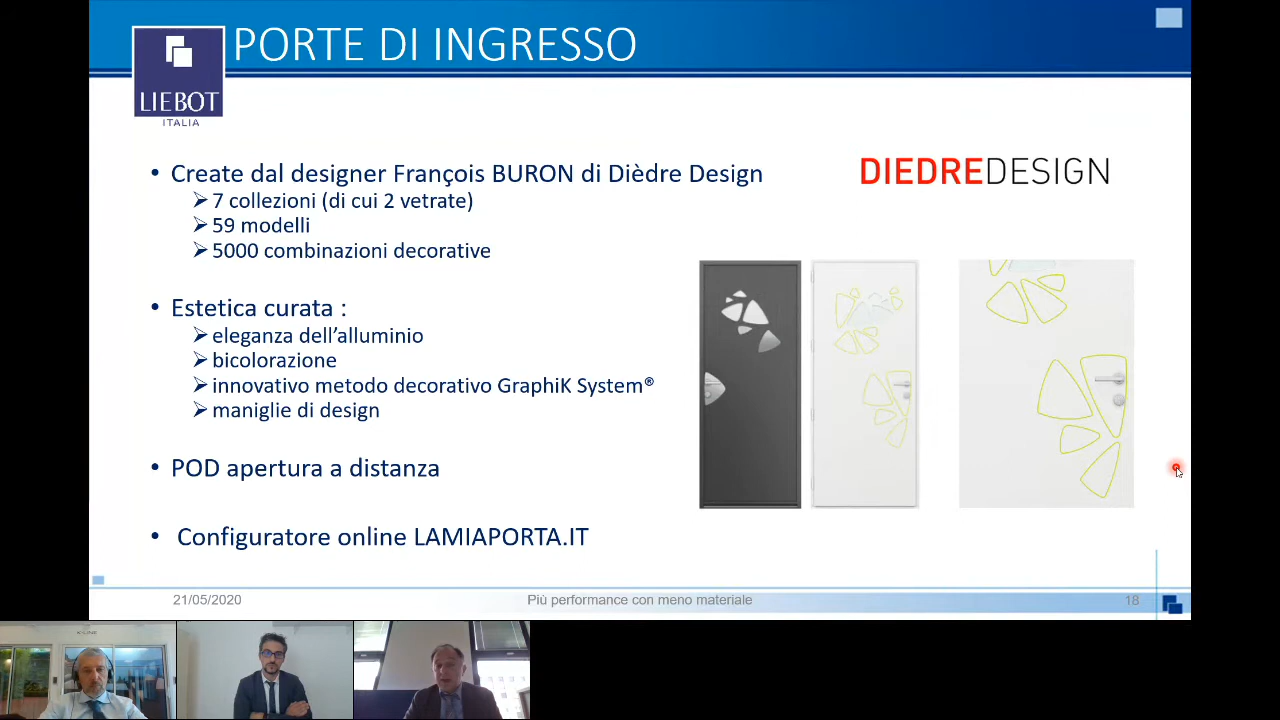 PORTE DI INGRESSO
LIEBOT
ITALIA
• Create dal designer François BURON di Dièdre Design
7 collezioni (di cui 2 vetrate)
59 modelli
5000 combinazioni decorative
DIEDREDESIGN
• Estetica curata :
eleganza dell’alluminio
bicolorazione
innovativo metodo decorativo GraphiK System®
maniglie di design
• POD apertura a distanza
• Configuratore online LAMIAPORTA.IT
21/05/2020
Più performance con meno materiale
18
K-LINE